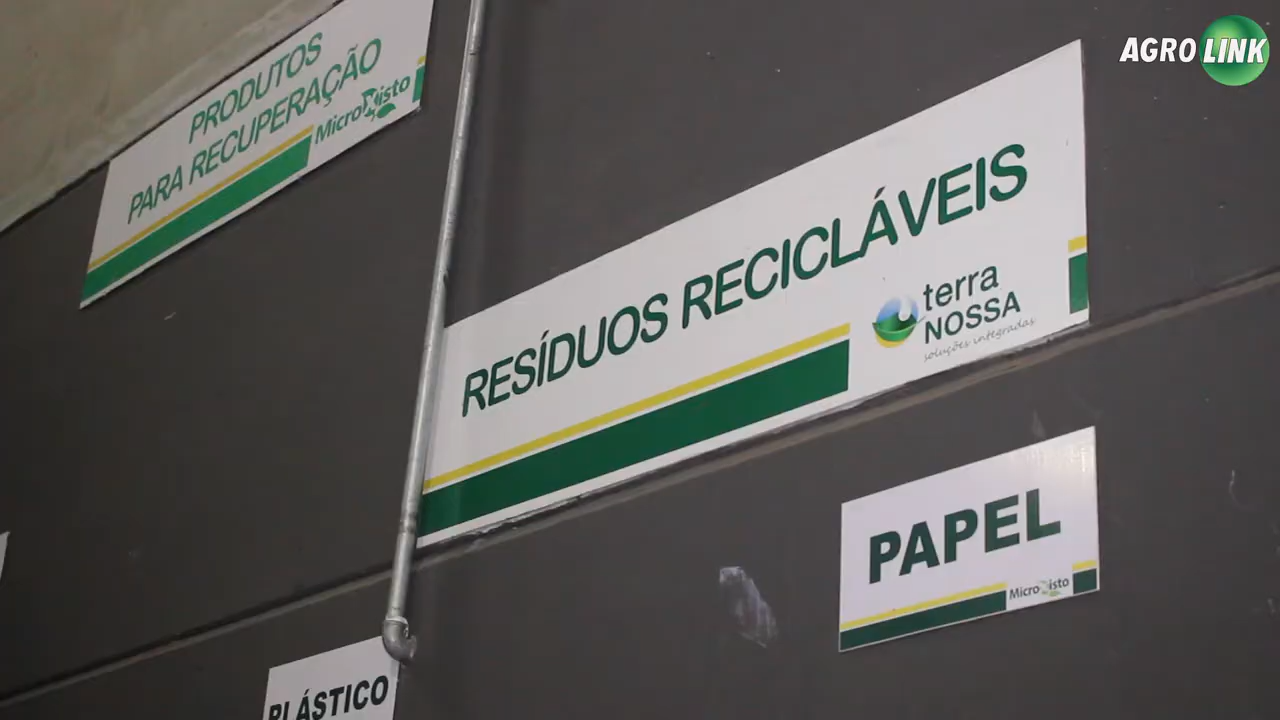 AGRO LINK
PRODUTOS
PARA RECUPERAÇÃO
MicroXisto
RESÍDUOS RECICLÁVEIS
terra
NOSSA
soluções integradas
PAPEL
MicroXisto
PLÁSTICO